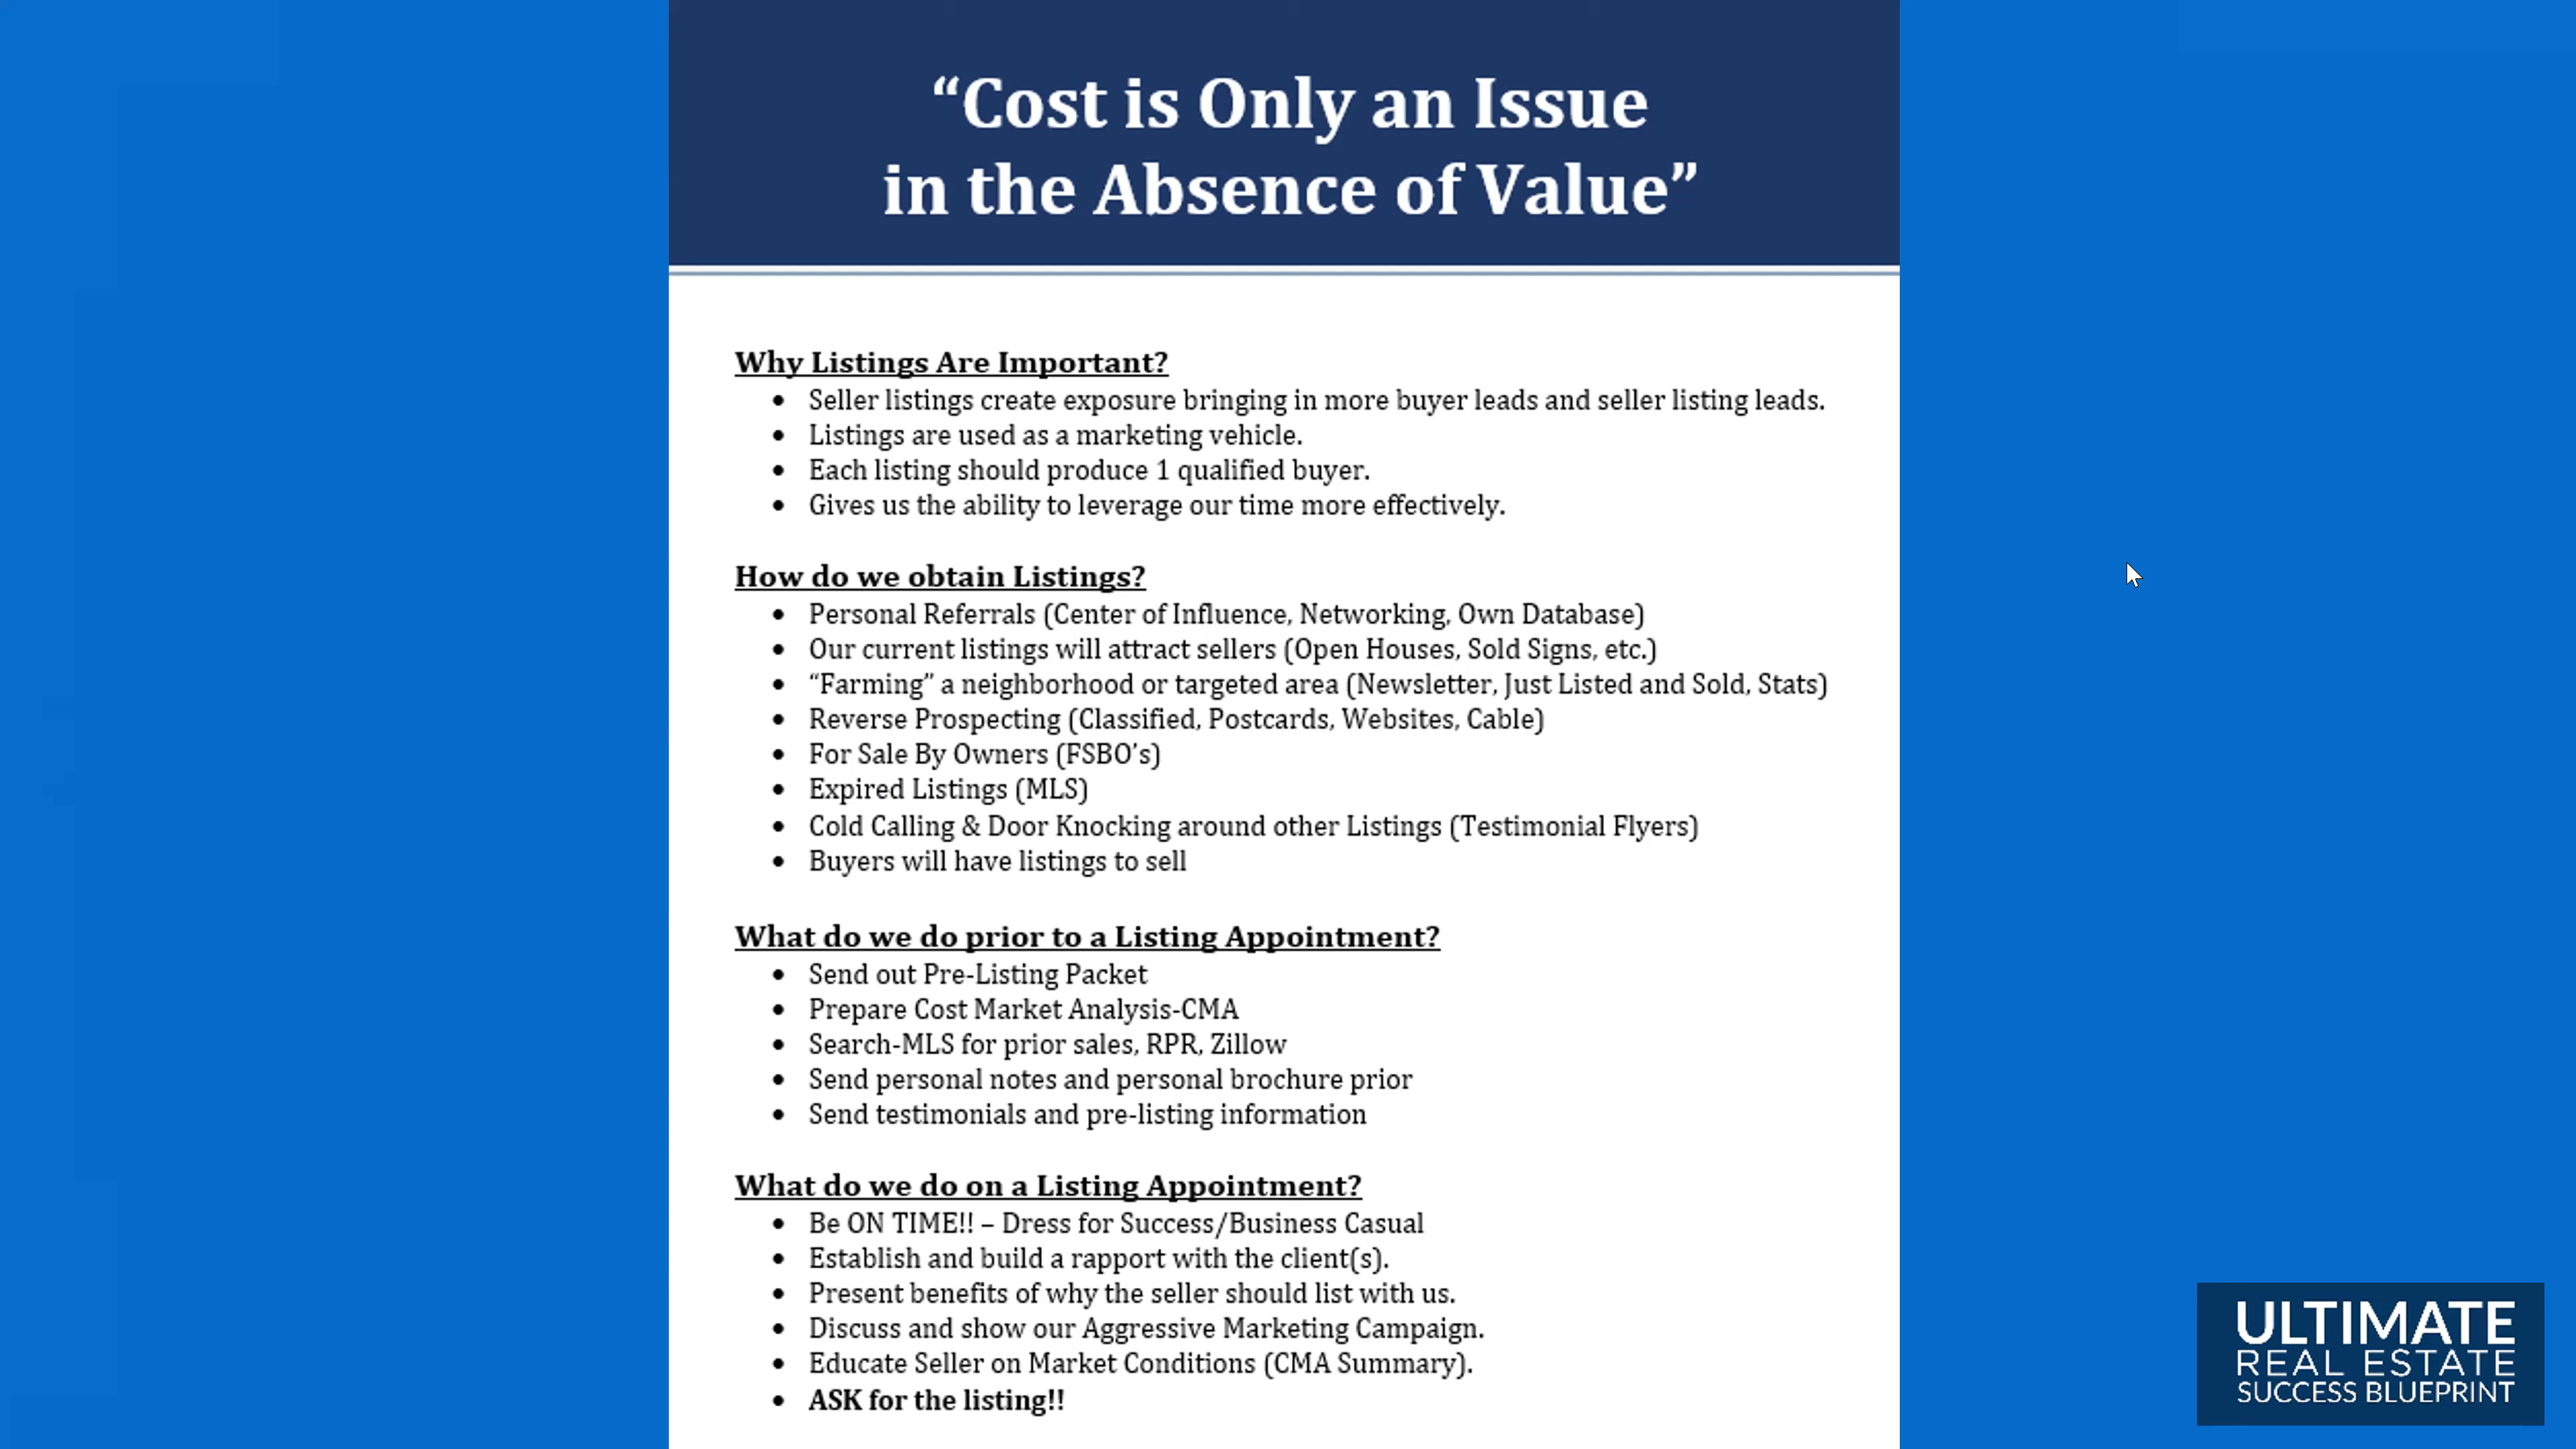 “Cost is Only an Issue
in the Absence of Value”
Why Listings Are Important?
• Seller listings create exposure bringing in more buyer leads and seller listing leads.
• Listings are used as a marketing vehicle.
• Each listing should produce 1 qualified buyer.
• Gives us the ability to leverage our time more effectively.
How do we obtain Listings?
• Personal Referrals (Center of Influence, Networking, Own Database)
• Our current listings will attract sellers (Open Houses, Sold Signs, etc.)
• “Farming” a neighborhood or targeted area (Newsletter, Just Listed and Sold, Stats)
• Reverse Prospecting (Classified, Postcards, Websites, Cable)
• For Sale By Owners (FSBO’s)
• Expired Listings (MLS)
• Cold Calling & Door Knocking around other Listings (Testimonial Flyers)
• Buyers will have listings to sell
What do we do prior to a Listing Appointment?
• Send out Pre-Listing Packet
• Prepare Cost Market Analysis-CMA
• Search-MLS for prior sales, RPR, Zillow
• Send personal notes and personal brochure prior
• Send testimonials and pre-listing information
What do we do on a Listing Appointment?
• Be ON TIME!! – Dress for Success/Business Casual
• Establish and build a rapport with the client(s).
• Present benefits of why the seller should list with us.
• Discuss and show our Aggressive Marketing Campaign.
• Educate Seller on Market Conditions (CMA Summary).
• ASK for the listing!!
ULTIMATE
REAL ESTATE
SUCCESS BLUEPRINT